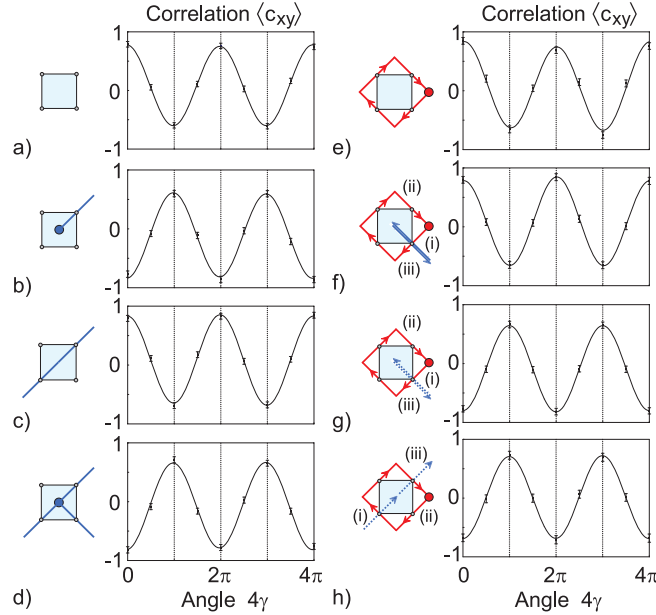 Correlation ⟨cxy⟩
Correlation ⟨cxy⟩
1
0
-1
a)
1
0
-1
e)
1
0
-1
b)
(ii)
(i)
(iii)
1
0
-1
f)
1
0
-1
c)
(ii)
(i)
(iii)
1
0
-1
g)
1
0
-1
d)
(iii)
(i)
(ii)
1
0
-1
h)
0
2π
4π
0
2π
4π
Angle 4γ
Angle 4γ